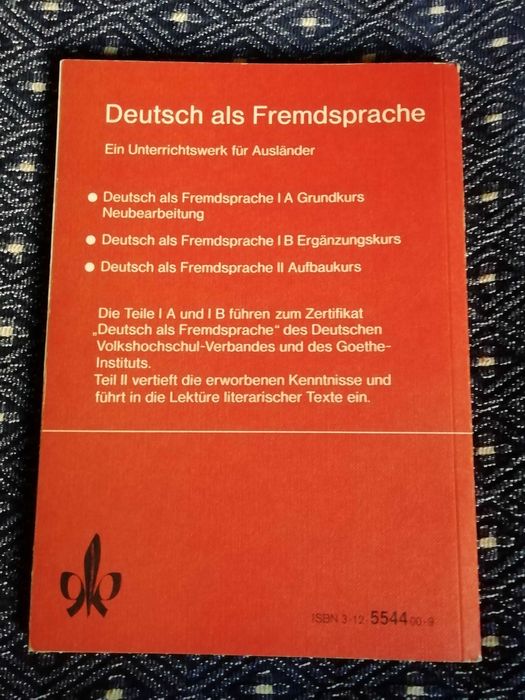 Deutsch als Fremdsprache
Ein Unterrichtswerk für Ausländer
● Deutsch als Fremdsprache I A Grundkurs
Neubearbeitung
● Deutsch als Fremdsprache I B Ergänzungskurs
● Deutsch als Fremdsprache II Aufbaukurs
Die Teile I A und I B führen zum Zertifikat
„Deutsch als Fremdsprache“ des Deutschen
Volkshochschul-Verbandes und des Goethe-
Instituts.
Teil II vertieft die erworbenen Kenntnisse und
führt in die Lektüre literarischer Texte ein.
ISBN 3-12-554400-9